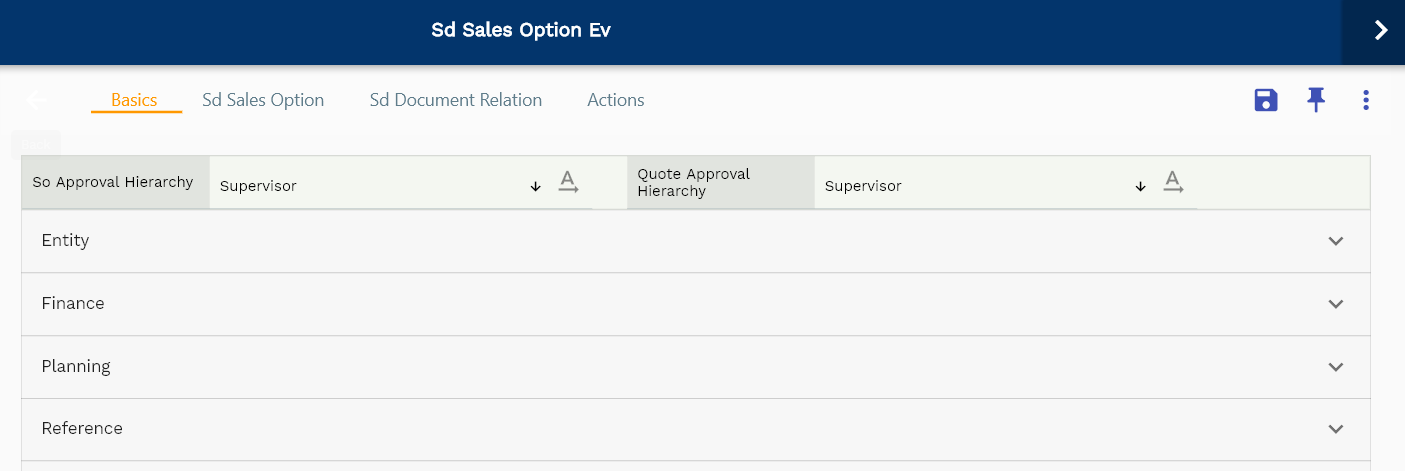 Sd Sales Option Ev
Basics Sd Sales Option Sd Document Relation Actions
So Approval Hierarchy Supervisor Quote Approval Hierarchy Supervisor
Entity
Finance
Planning
Reference